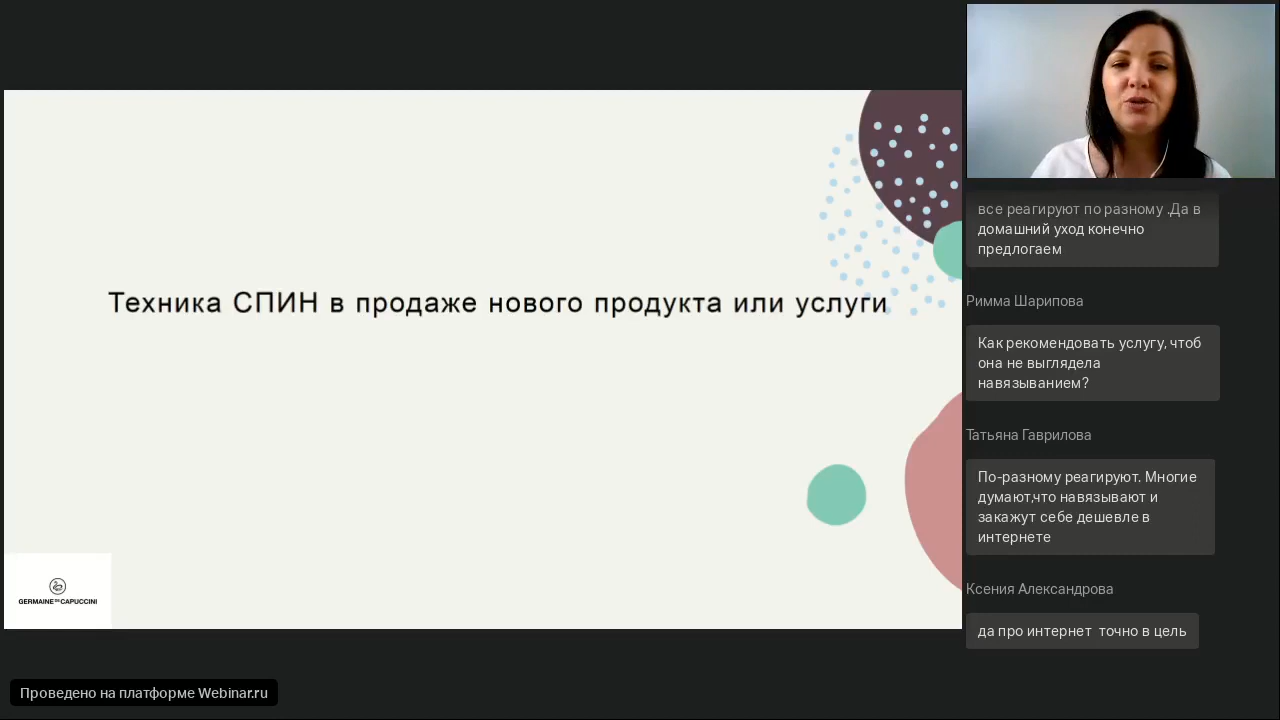 Техника СПИН в продаже нового продукта или услуги
GERMAINE DE CAPUCCINI
Проведено на платформе Webinar.ru
все реагируют по разному .Да в
домашний уход конечно
предлогаем
Римма Шарипова
Как рекомендовать услугу, чтоб
она не выглядела
навязыванием?
Татьяна Гаврилова
По-разному реагируют. Многие
думают,что навязывают и
закажут себе дешевле в
интернете
Ксения Александрова
да про интернет точно в цель